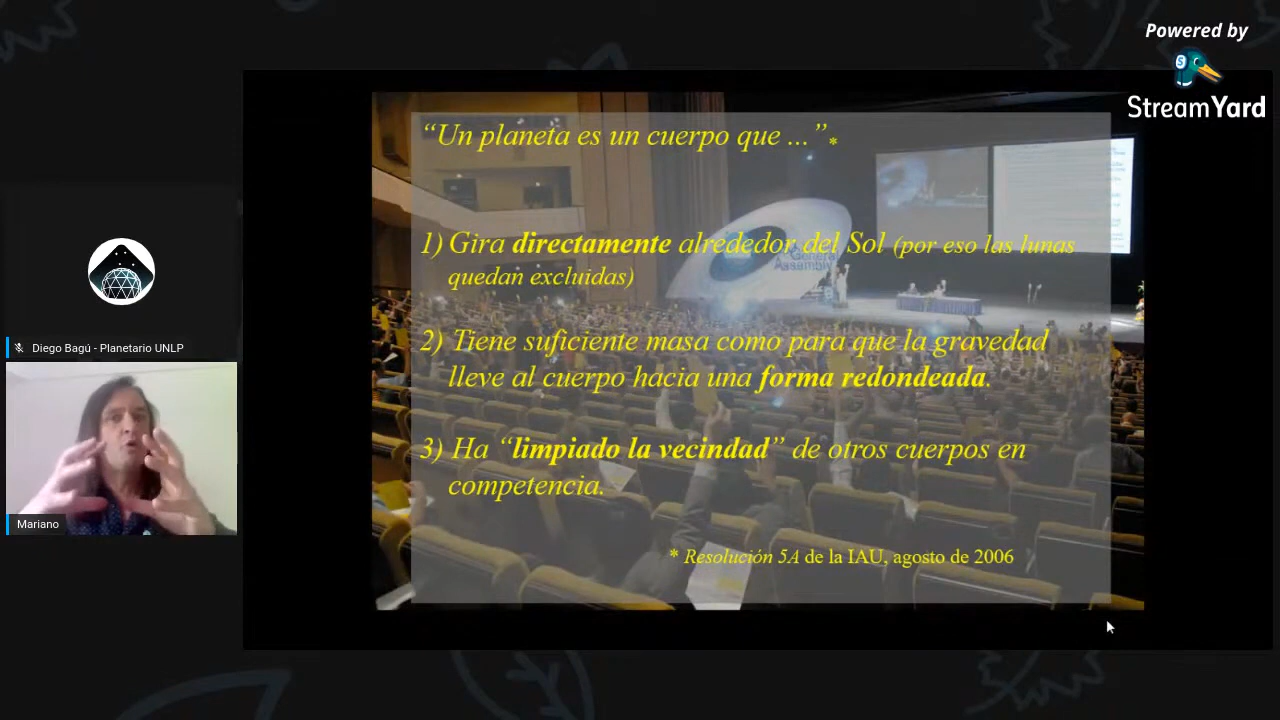 Powered by
StreamYard
“Un planeta es un cuerpo que ...”*
1) Gira directamente alrededor del Sol (por eso las lunas
quedan excluidas)
2) Tiene suficiente masa como para que la gravedad
lleve al cuerpo hacia una forma redondeada.
3) Ha “limpiado la vecindad” de otros cuerpos en
competencia.
* Resolución 5A de la IAU, agosto de 2006
General
Assembly
Diego Bagú - Planetario UNLP
Mariano